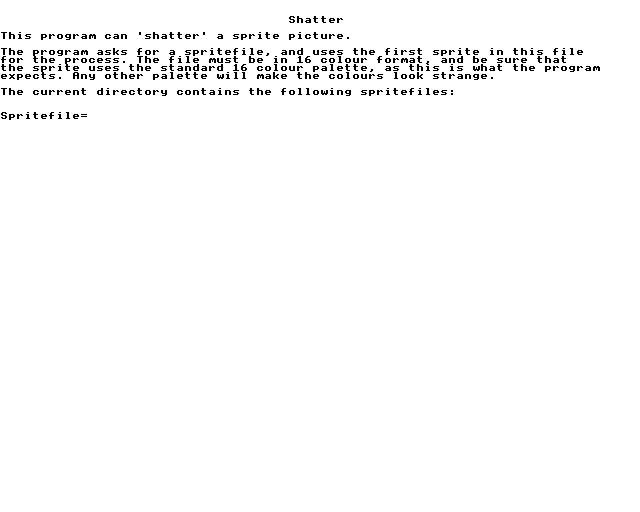 Shatter
This program can 'shatter' a sprite picture.
The program asks for a spritefile, and uses the first sprite in this file
for the process. The file must be in 16 colour format, and be sure that
the sprite uses the standard 16 colour palette, as this is what the program
expects. Any other palette will make the colours look strange.
The current directory contains the following spritefiles:
Spritefile=